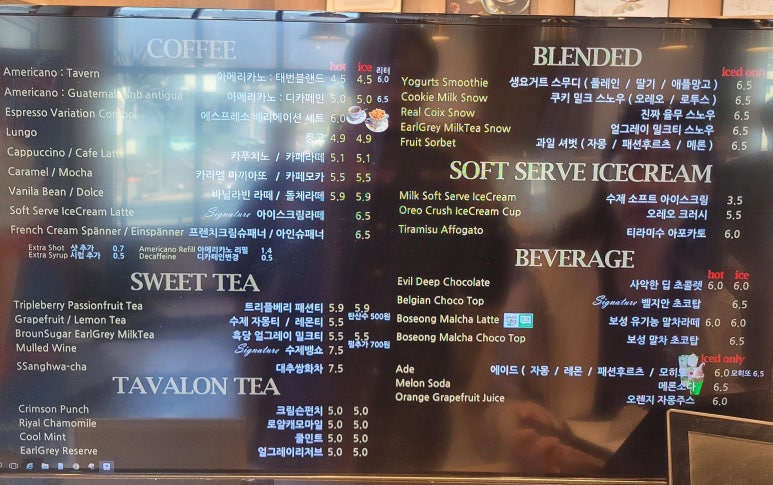 COFFEE
hot ice 리터
Americano : Tavern 아메리카노 : 태번블랜드 4.5 4.5 6.0
Americano : Guatemala snb antigua 아메리카노 : 디카페인 5.0 5.0 6.5
Espresso Variation Combo 에스프레소 베리에이션 세트 6.0
Lungo 룽고 4.9 4.9
Cappuccino / Cafe Latte 카푸치노 / 카페라떼 5.1 5.1
Caramel / Mocha 카라멜 마끼아또 / 카페모카 5.5 5.5
Vanila Bean / Dolce 바닐라빈 라떼/ 돌체라떼 5.9 5.9
Soft Serve IceCream Latte Signature 아이스크림라떼 6.5
French Cream Spänner / Einspänner 프렌치크림슈패너 / 아인슈패너 6.5
Extra Shot 샷 추가 0.7 Americano Refill 아메리카노 리필 1.4
Extra Syrup 시럽 추가 0.5 Decaffeine 디카페인변경 0.5
SWEET TEA
Tripleberry Passionfruit Tea 트리플베리 패션티 5.9 5.9
Grapefruit / Lemon Tea 수제 자몽티 / 레몬티 5.5 5.5 탄산수 500원
BrounSugar EarlGrey MilkTea 흑당 얼그레이 밀크티 5.5 5.5
Mulled Wine Signature 수제뱅쇼 7.5 펄추가 700원
SSanghwa-cha 대추쌍화차 7.5
TAVALON TEA
Crimson Punch 크림슨펀치 5.0 5.0
Riyal Chamomile 로얄캐모마일 5.0 5.0
Cool Mint 쿨민트 5.0 5.0
EarlGrey Reserve 얼그레이리저브 5.0 5.0
BLENDED
iced only
Yogurts Smoothie 생요거트 스무디 ( 플레인 / 딸기 / 애플망고 ) 6.5
Cookie Milk Snow 쿠키 밀크 스노우 ( 오레오 / 로투스 ) 6.5
Real Coix Snow 진짜 율무 스노우 6.5
EarlGrey MilkTea Snow 얼그레이 밀크티 스노우 6.5
Fruit Sorbet 과일 셔벗 ( 자몽 / 패션후르츠 / 메론 ) 6.5
SOFT SERVE ICECREAM
Milk Soft Serve IceCream 수제 소프트 아이스크림 3.5
Oreo Crush IceCream Cup 오레오 크러시 5.5
Tiramisu Affogato 티라미수 아포카토 6.0
BEVERAGE
hot ice
Evil Deep Chocolate 사악한 딥 초콜렛 6.0 6.0
Belgian Choco Top Signature 벨지안 초코탑 6.5
Boseong Malcha Latte 보성 유기농 말차라떼 6.0 6.0
Boseong Malcha Choco Top 보성 말차 초코탑 6.5
iced only
Ade 에이드 ( 자몽 / 레몬 / 패션후르츠 / 모히또 6.0 모히또 6.5
Melon Soda 메론소다 6.5
Orange Grapefruit Juice 오렌지 자몽주스 6.0